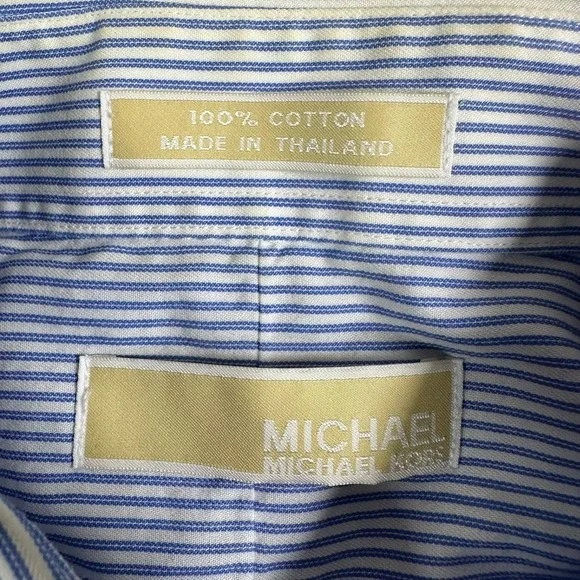 100% COTTON
MADE IN THAILAND
MICHAEL
MICHAEL KORS